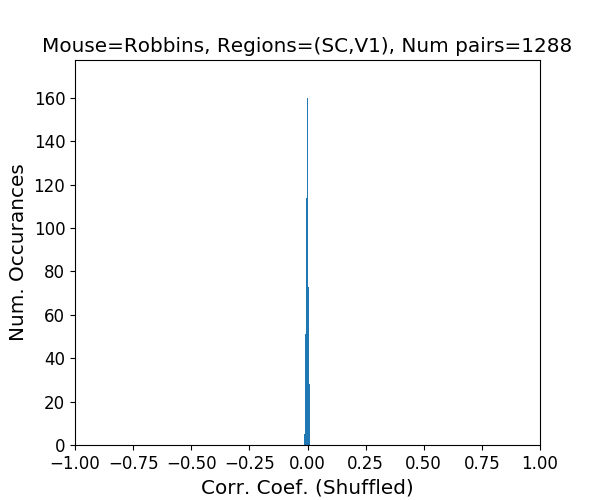 Mouse=Robbins, Regions=(SC,V1), Num pairs=1288
Num. Occurances
160
140
120
100
80
60
40
20
0
−1.00 −0.75 −0.50 −0.25 0.00 0.25 0.50 0.75 1.00
Corr. Coef. (Shuffled)